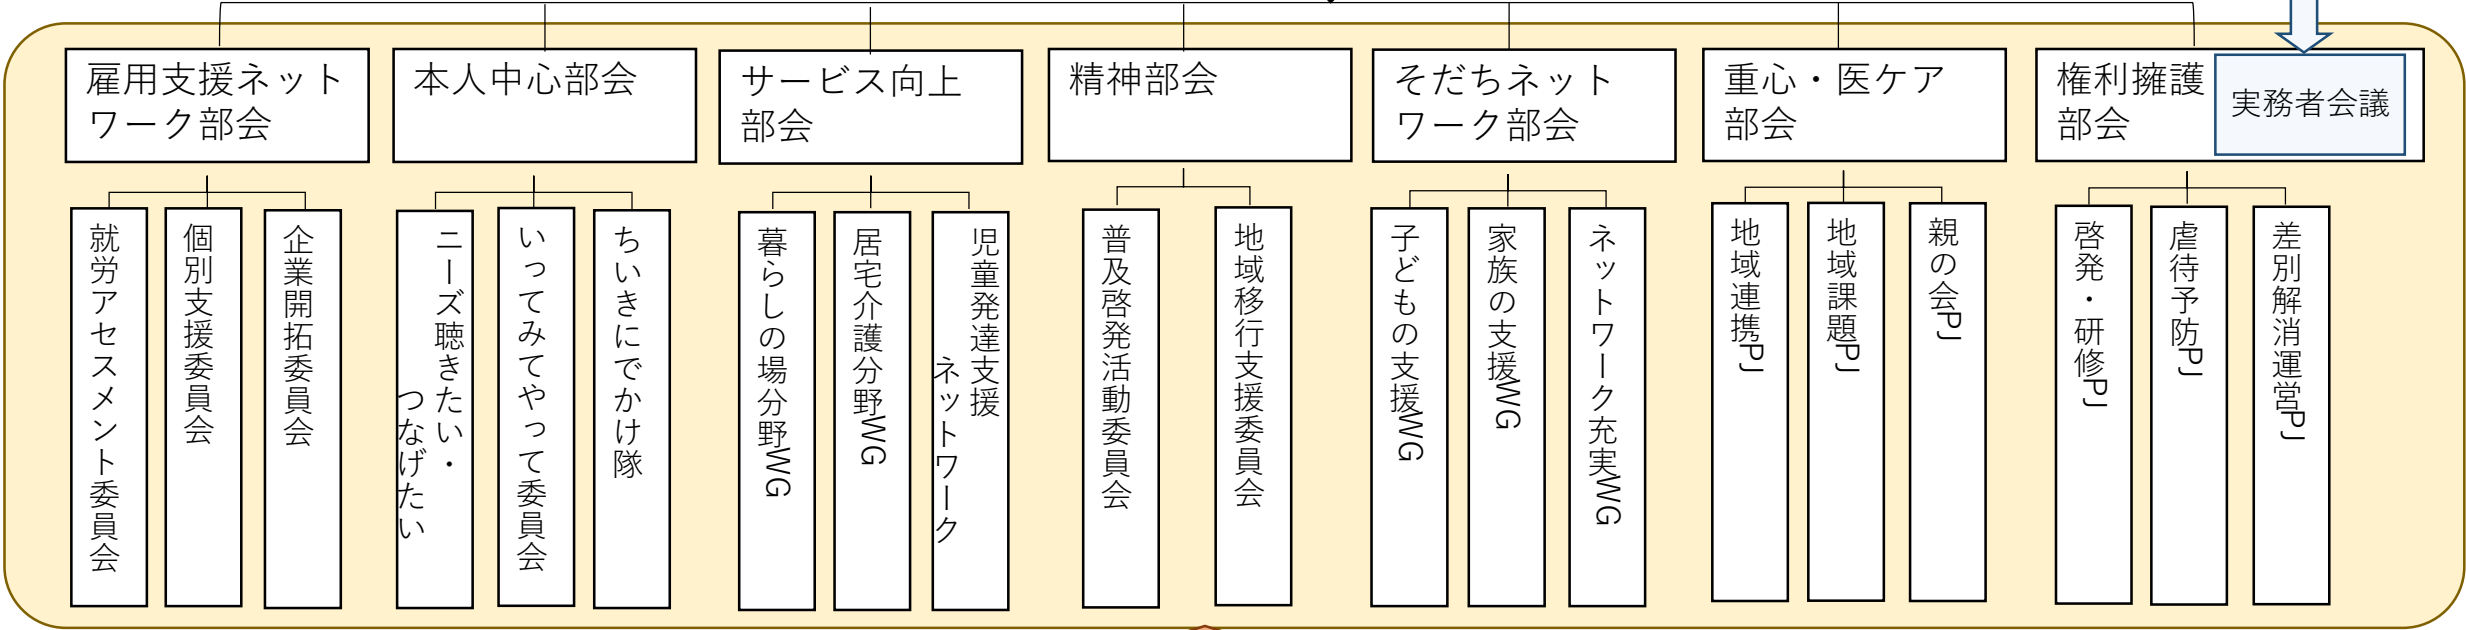 雇用支援ネット
ワーク部会
本人中心部会
サービス向上
部会
精神部会
そだちネット
ワーク部会
重心・医ケア
部会
権利擁護
部会
実務者会議
就労アセスメント委員会
個別支援委員会
企業開拓委員会
ニーズ聴きたい・
つなげたい
いってみてやって委員会
ちいきにでかけ隊
暮らしの場分野WG
居宅介護分野WG
児童発達支援
ネットワーク
普及啓発活動委員会
地域移行支援委員会
子どもの支援WG
家族の支援WG
ネットワーク充実WG
地域連携PJ
地域課題PJ
親の会PJ
啓発・研修PJ
虐待予防PJ
差別解消運営PJ